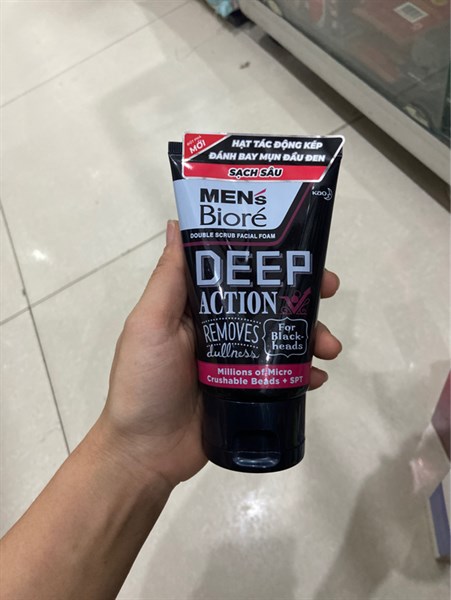 MỚI
HẠT TÁC ĐỘNG KÉP
ĐÁNH BAY MỤN ĐẦU ĐEN
SẠCH SÂU
MEN's
Bioré
Kao
DOUBLE SCRUB FACIAL FOAM
DEEP
ACTION
REMOVES
dullness
For
Black-
heads
Millions of Micro
Crushable Beads + SPT